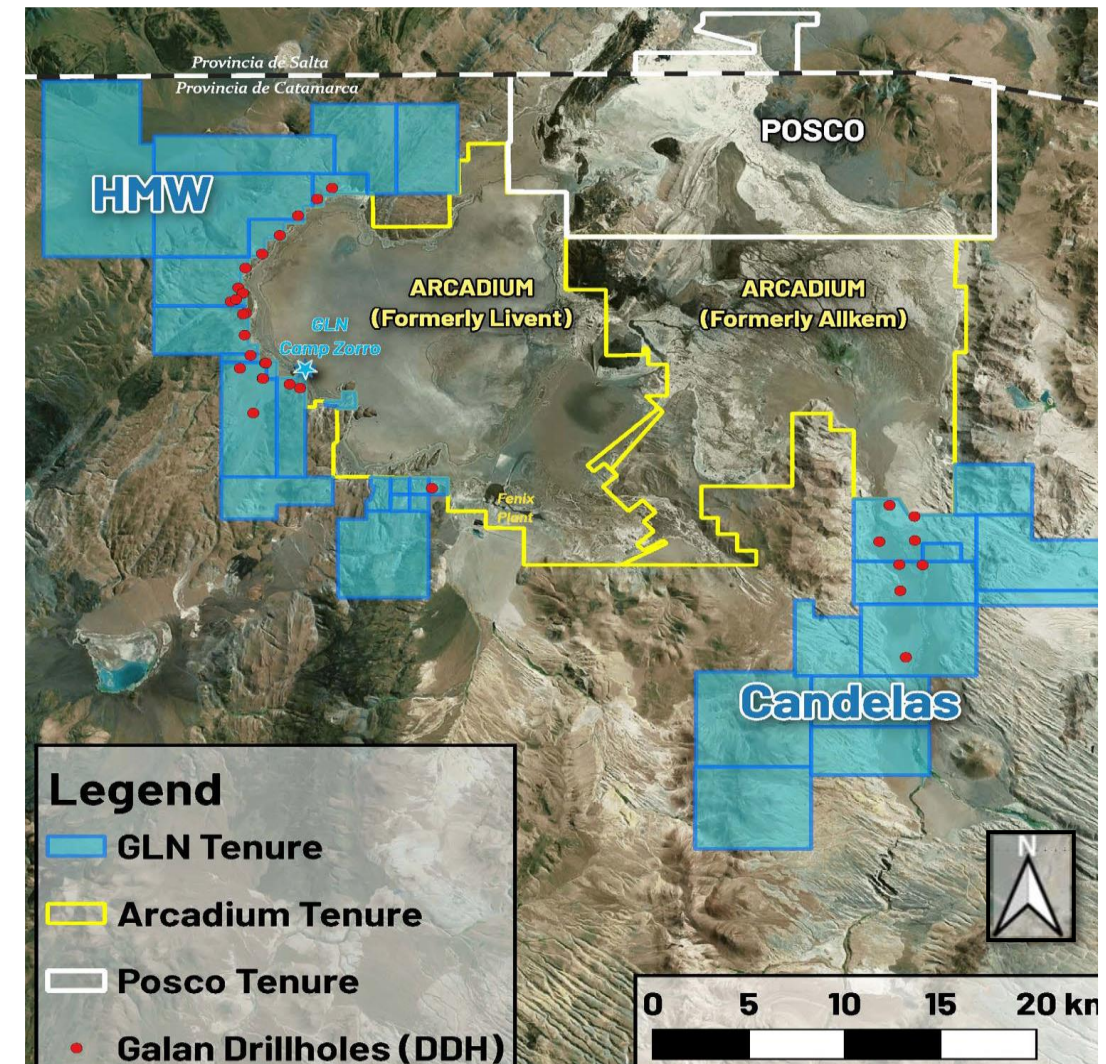 Provincia de Salta
Provincia de Catamarca
POSCO
HMW
ARCADIUM
(Formerly Livent)
ARCADIUM
(Formerly Allkem)
GLN
Camp Zorro
Fenix
Plant
Candelas
Legend
GLN Tenure
Arcadium Tenure
Posco Tenure
Galan Drillholes (DDH)
N
0 5 10 15 20 km